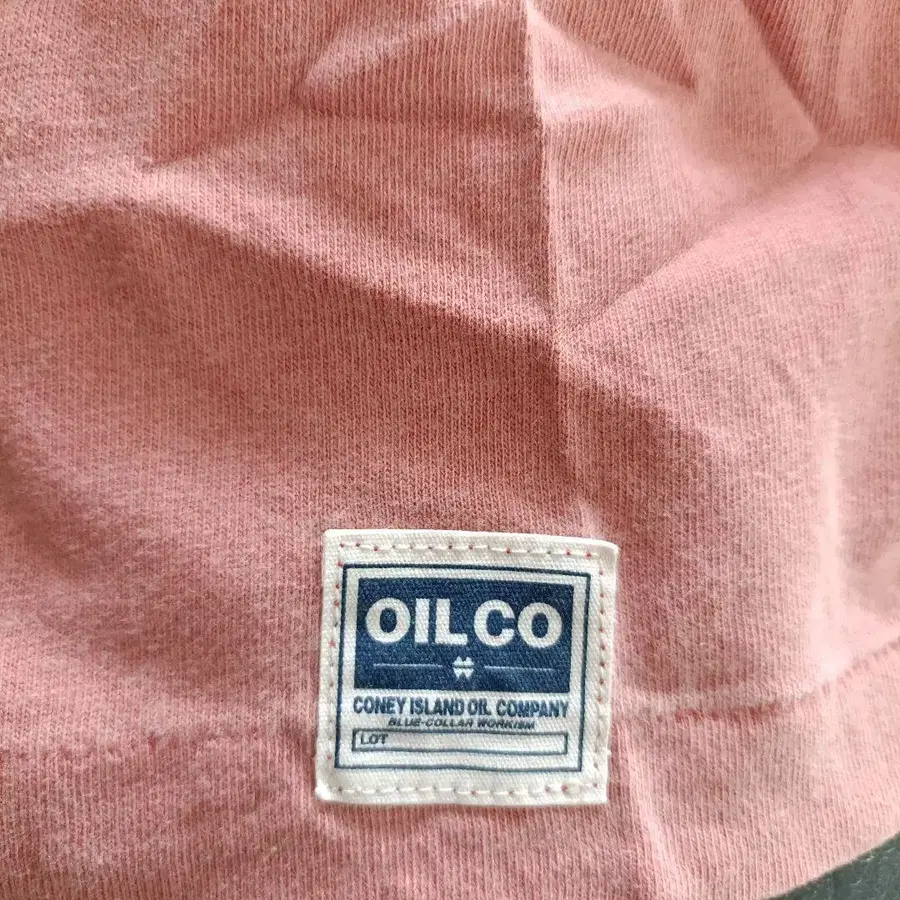 OILCO
CONEY ISLAND OIL COMPANY
BLUE-COLLAR WORKISM
LOT